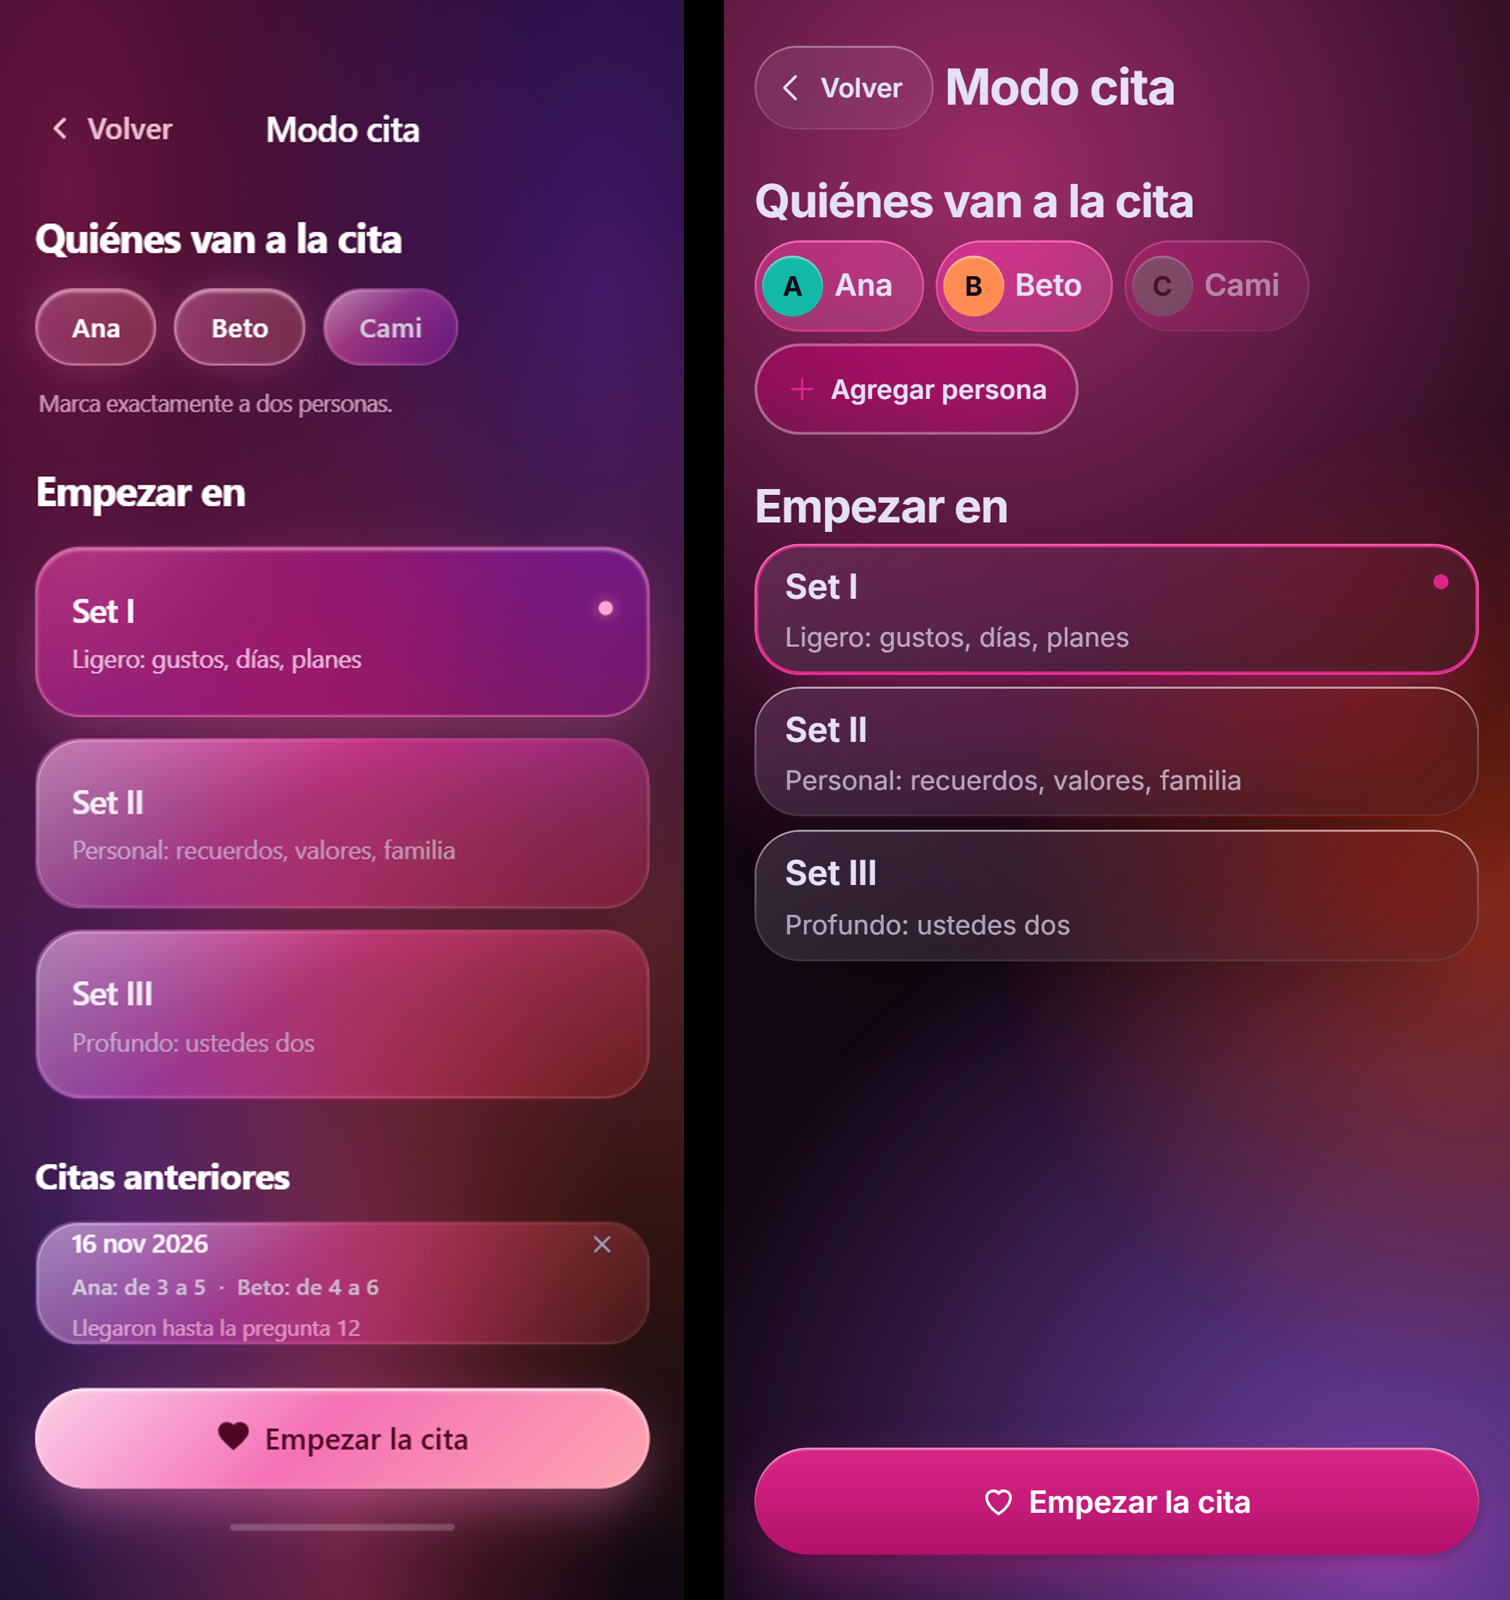 Volver
Modo cita
Quiénes van a la cita
Ana
Beto
Cami
Marca exactamente a dos personas.
Empezar en
Set I
Ligero: gustos, días, planes
Set II
Personal: recuerdos, valores, familia
Set III
Profundo: ustedes dos
Citas anteriores
16 nov 2026
Ana: de 3 a 5 · Beto: de 4 a 6
Llegaron hasta la pregunta 12
Empezar la cita
Volver
Modo cita
Quiénes van a la cita
A Ana
B Beto
C Cami
+ Agregar persona
Empezar en
Set I
Ligero: gustos, días, planes
Set II
Personal: recuerdos, valores, familia
Set III
Profundo: ustedes dos
Empezar la cita